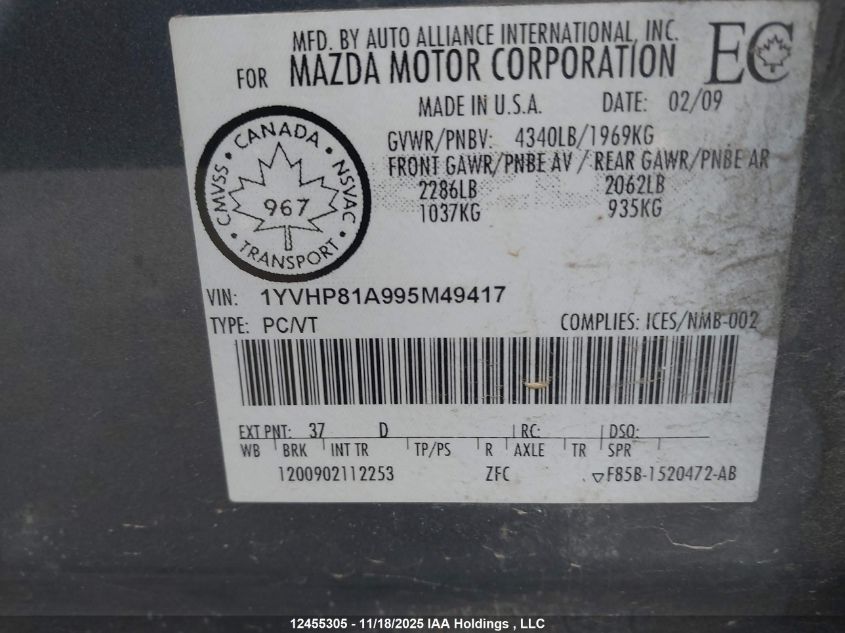 MFD. BY AUTO ALLIANCE INTERNATIONAL, INC.
FOR MAZDA MOTOR CORPORATION
EC
MADE IN U.S.A. DATE: 02/09
GVWR/PNBV: 4340LB/1969KG
FRONT GAWR/PNBE AV / REAR GAWR/PNBE AR
2286LB 2062LB
1037KG 935KG
CANADA
CMVSS • NSVAC
967
TRANSPORT
VIN: 1YVHP81A995M49417
TYPE: PC/VT COMPLIES: ICES/NMB-002
EXT PNT: 37 D RC: DSO:
WB BRK INT TR TP/PS R AXLE TR SPR
1200902112253 ZFC F85B-1520472-AB
12455305 - 11/18/2025 IAA Holdings , LLC